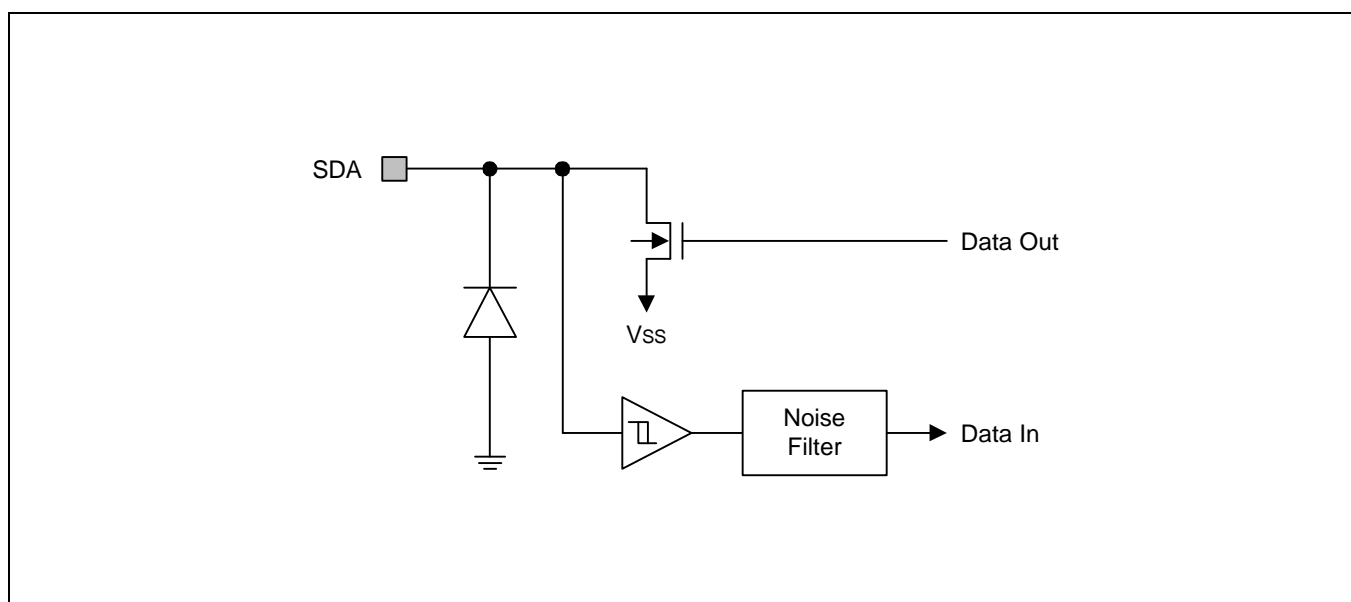 SDA
Data Out
VSS
Noise
Filter
Data In